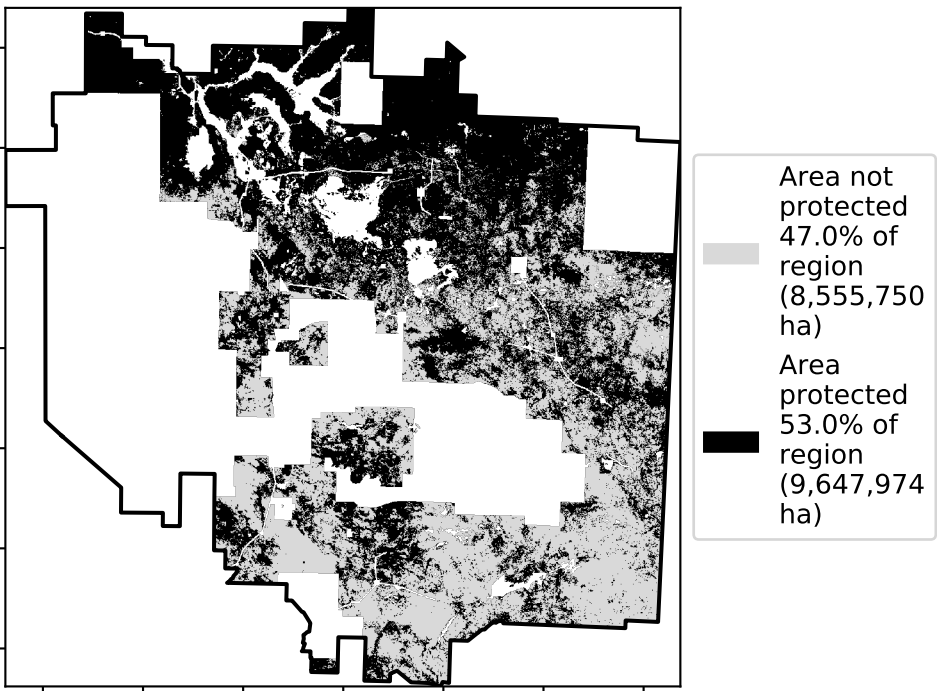 Area not
protected
47.0% of
region
(8,555,750
ha)
Area
protected
53.0% of
region
(9,647,974
ha)